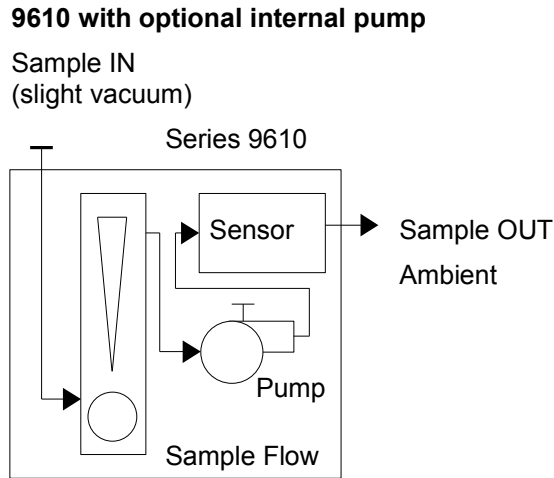 9610 with optional internal pump
Sample IN
(slight vacuum)
Series 9610
Sensor
Sample OUT
Ambient
Pump
Sample Flow